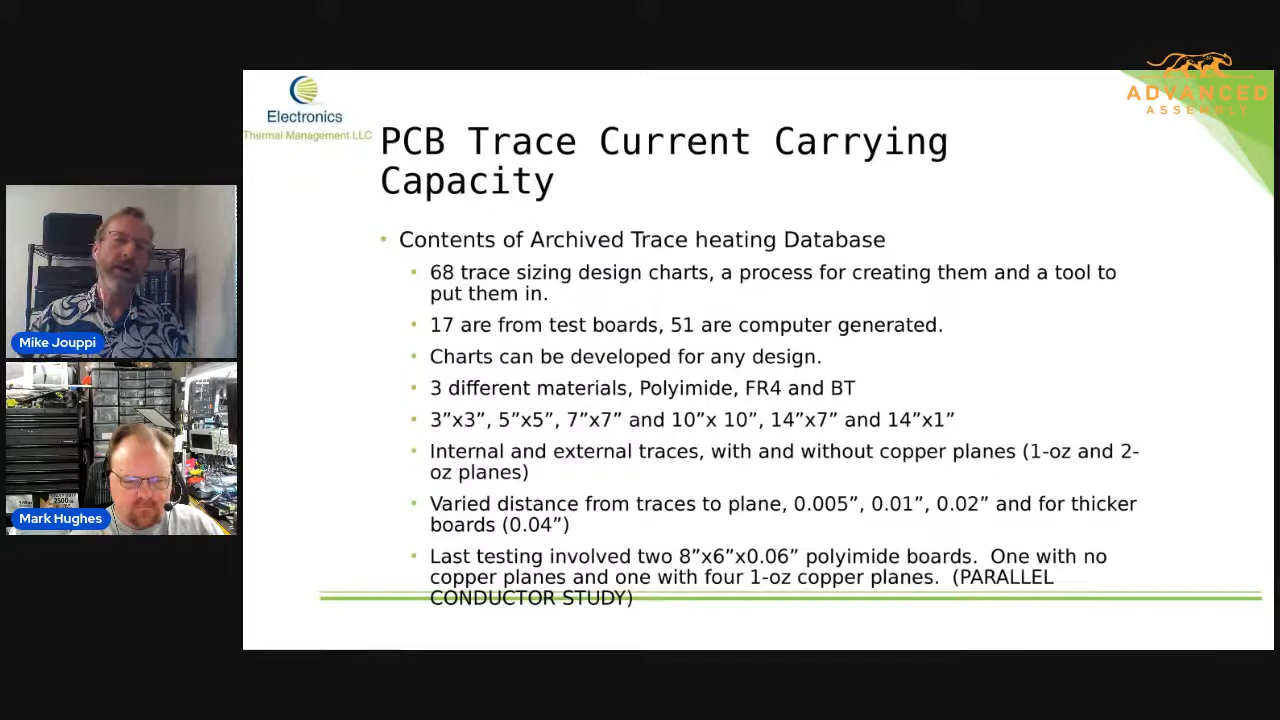 Electronics
Thermal Management LLC
ADVANCED
ASSEMBLY
PCB Trace Current Carrying
Capacity
• Contents of Archived Trace heating Database
• 68 trace sizing design charts, a process for creating them and a tool to
put them in.
• 17 are from test boards, 51 are computer generated.
• Charts can be developed for any design.
• 3 different materials, Polyimide, FR4 and BT
• 3”x3”, 5”x5”, 7”x7” and 10”x 10”, 14”x7” and 14”x1”
• Internal and external traces, with and without copper planes (1-oz and 2-
oz planes)
• Varied distance from traces to plane, 0.005”, 0.01”, 0.02” and for thicker
boards (0.04”)
• Last testing involved two 8”x6”x0.06” polyimide boards.  One with no
copper planes and one with four 1-oz copper planes.  (PARALLEL
CONDUCTOR STUDY)
Mike Jouppi
Mark Hughes